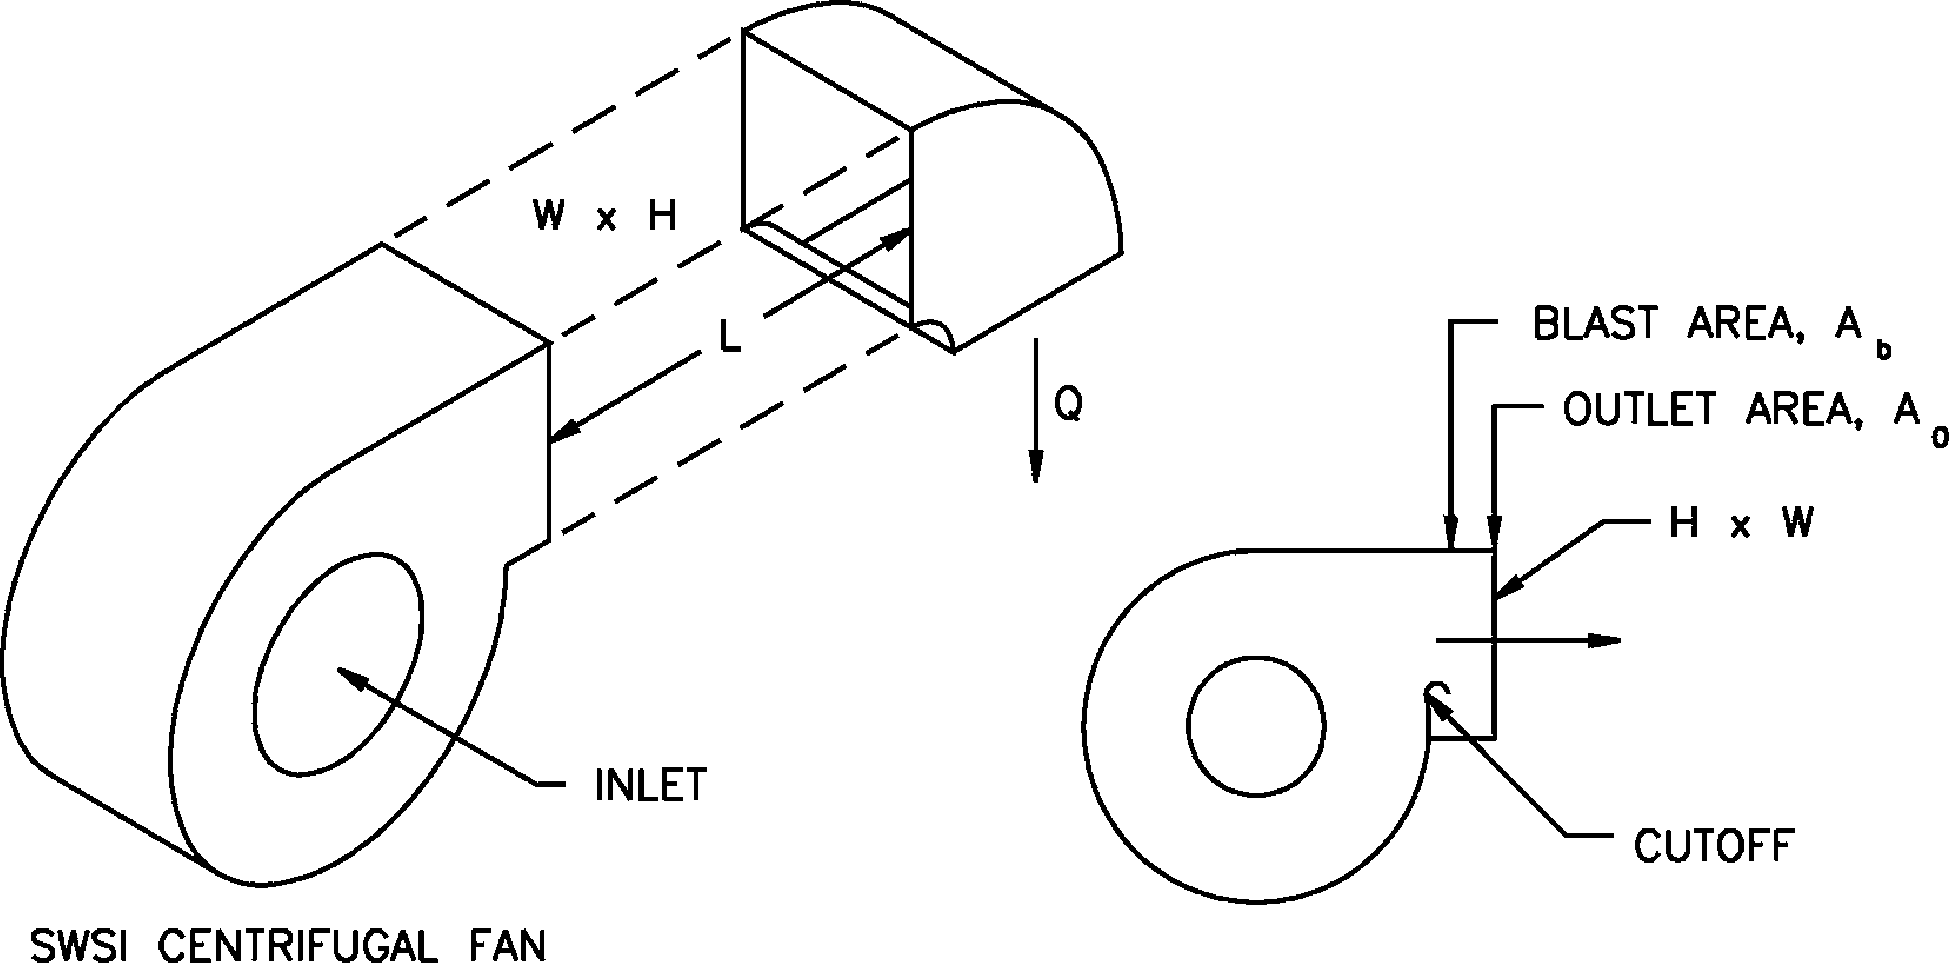 W x H
L
Q
INLET
SWSI CENTRIFUGAL FAN
BLAST AREA, A b
OUTLET AREA, A o
H x W
CUTOFF